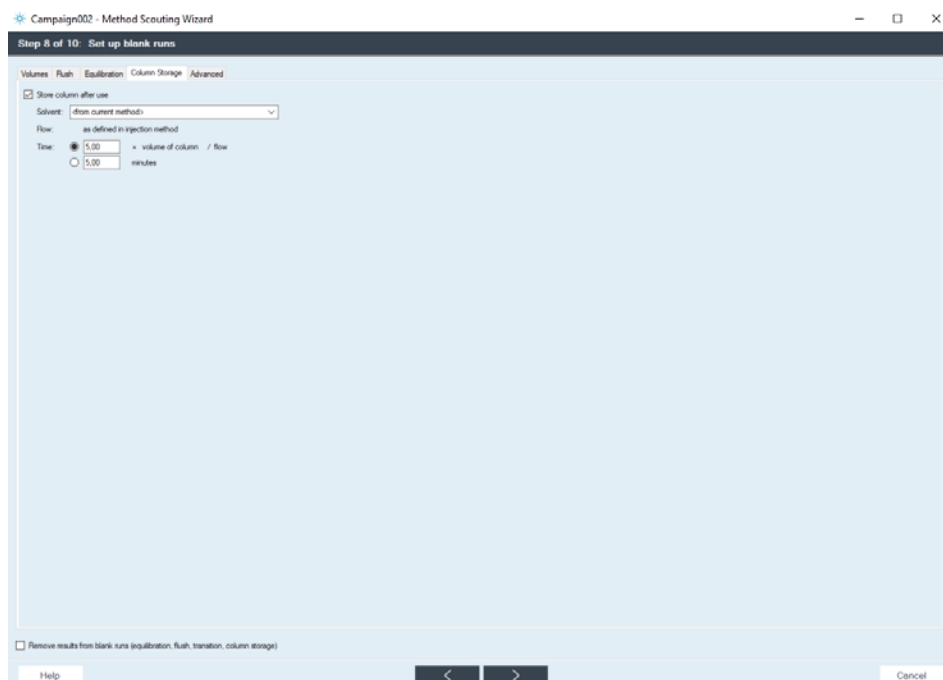 Campaign002 - Method Scouting Wizard
Step 8 of 10: Set up blank runs
Volumes Flush Equilibration Column Storage Advanced
Store column after use
Solvent: <from current method>
Flow: as defined in injection method
Time: 5,00 × volume of column / flow
5,00 minutes
Remove results from blank runs (equilibration, flush, transition, column storage)
Help < > Cancel